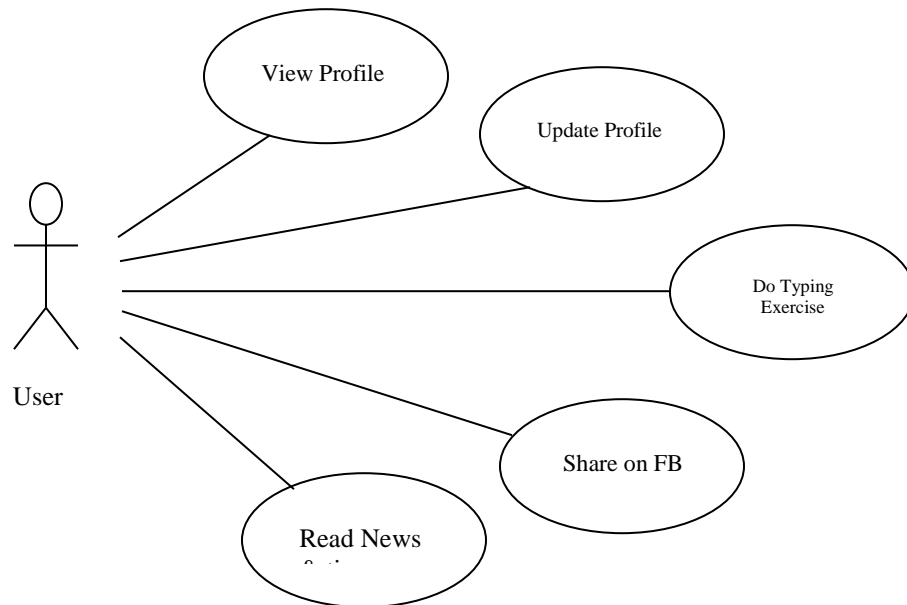 View Profile
Update Profile
Do Typing
Exercise
User
Share on FB
Read News